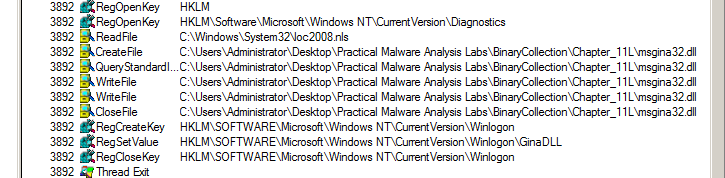 3892 RegOpenKey HKLM
3892 RegOpenKey HKLM\Software\Microsoft\Windows NT\CurrentVersion\Diagnostics
3892 ReadFile C:\Windows\System32\loc2008.nls
3892 CreateFile C:\Users\Administrator\Desktop\Practical Malware Analysis Labs\BinaryCollection\Chapter_11L\msgina32.dll
3892 QueryStandardI...C:\Users\Administrator\Desktop\Practical Malware Analysis Labs\BinaryCollection\Chapter_11L\msgina32.dll
3892 WriteFile C:\Users\Administrator\Desktop\Practical Malware Analysis Labs\BinaryCollection\Chapter_11L\msgina32.dll
3892 WriteFile C:\Users\Administrator\Desktop\Practical Malware Analysis Labs\BinaryCollection\Chapter_11L\msgina32.dll
3892 CloseFile C:\Users\Administrator\Desktop\Practical Malware Analysis Labs\BinaryCollection\Chapter_11L\msgina32.dll
3892 RegCreateKey HKLM\SOFTWARE\Microsoft\Windows NT\CurrentVersion\Winlogon
3892 RegSetValue HKLM\SOFTWARE\Microsoft\Windows NT\CurrentVersion\Winlogon\GinaDLL
3892 RegCloseKey HKLM\SOFTWARE\Microsoft\Windows NT\CurrentVersion\Winlogon
3892 Thread Exit